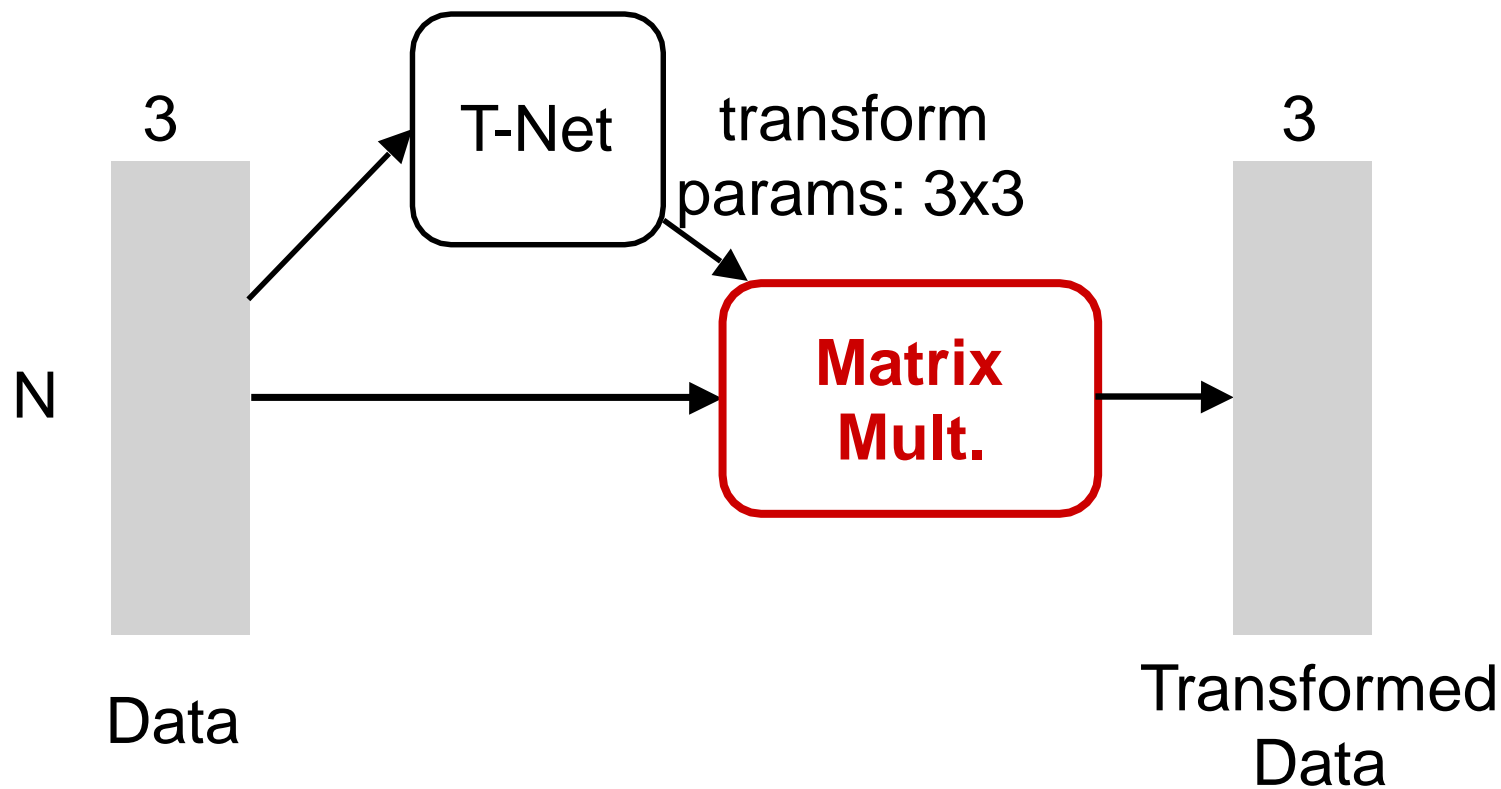 3
T-Net
transform
params: 3x3
3
N
Matrix
Mult.
Data
Transformed
Data